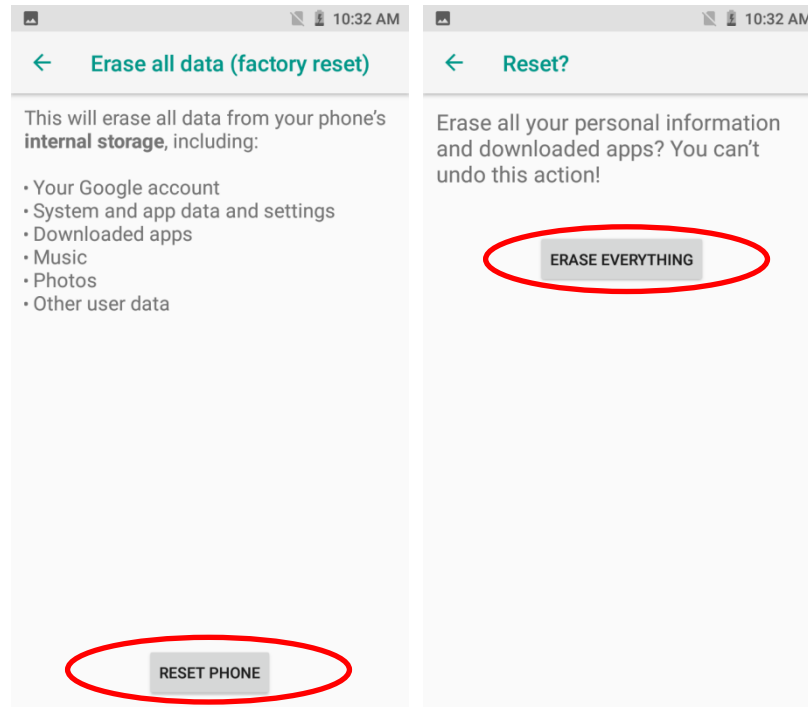 10:32 AM
Erase all data (factory reset)
This will erase all data from your phone's
internal storage, including:
• Your Google account
• System and app data and settings
• Downloaded apps
• Music
• Photos
• Other user data
RESET PHONE
10:32 AM
Reset?
Erase all your personal information
and downloaded apps? You can't
undo this action!
ERASE EVERYTHING